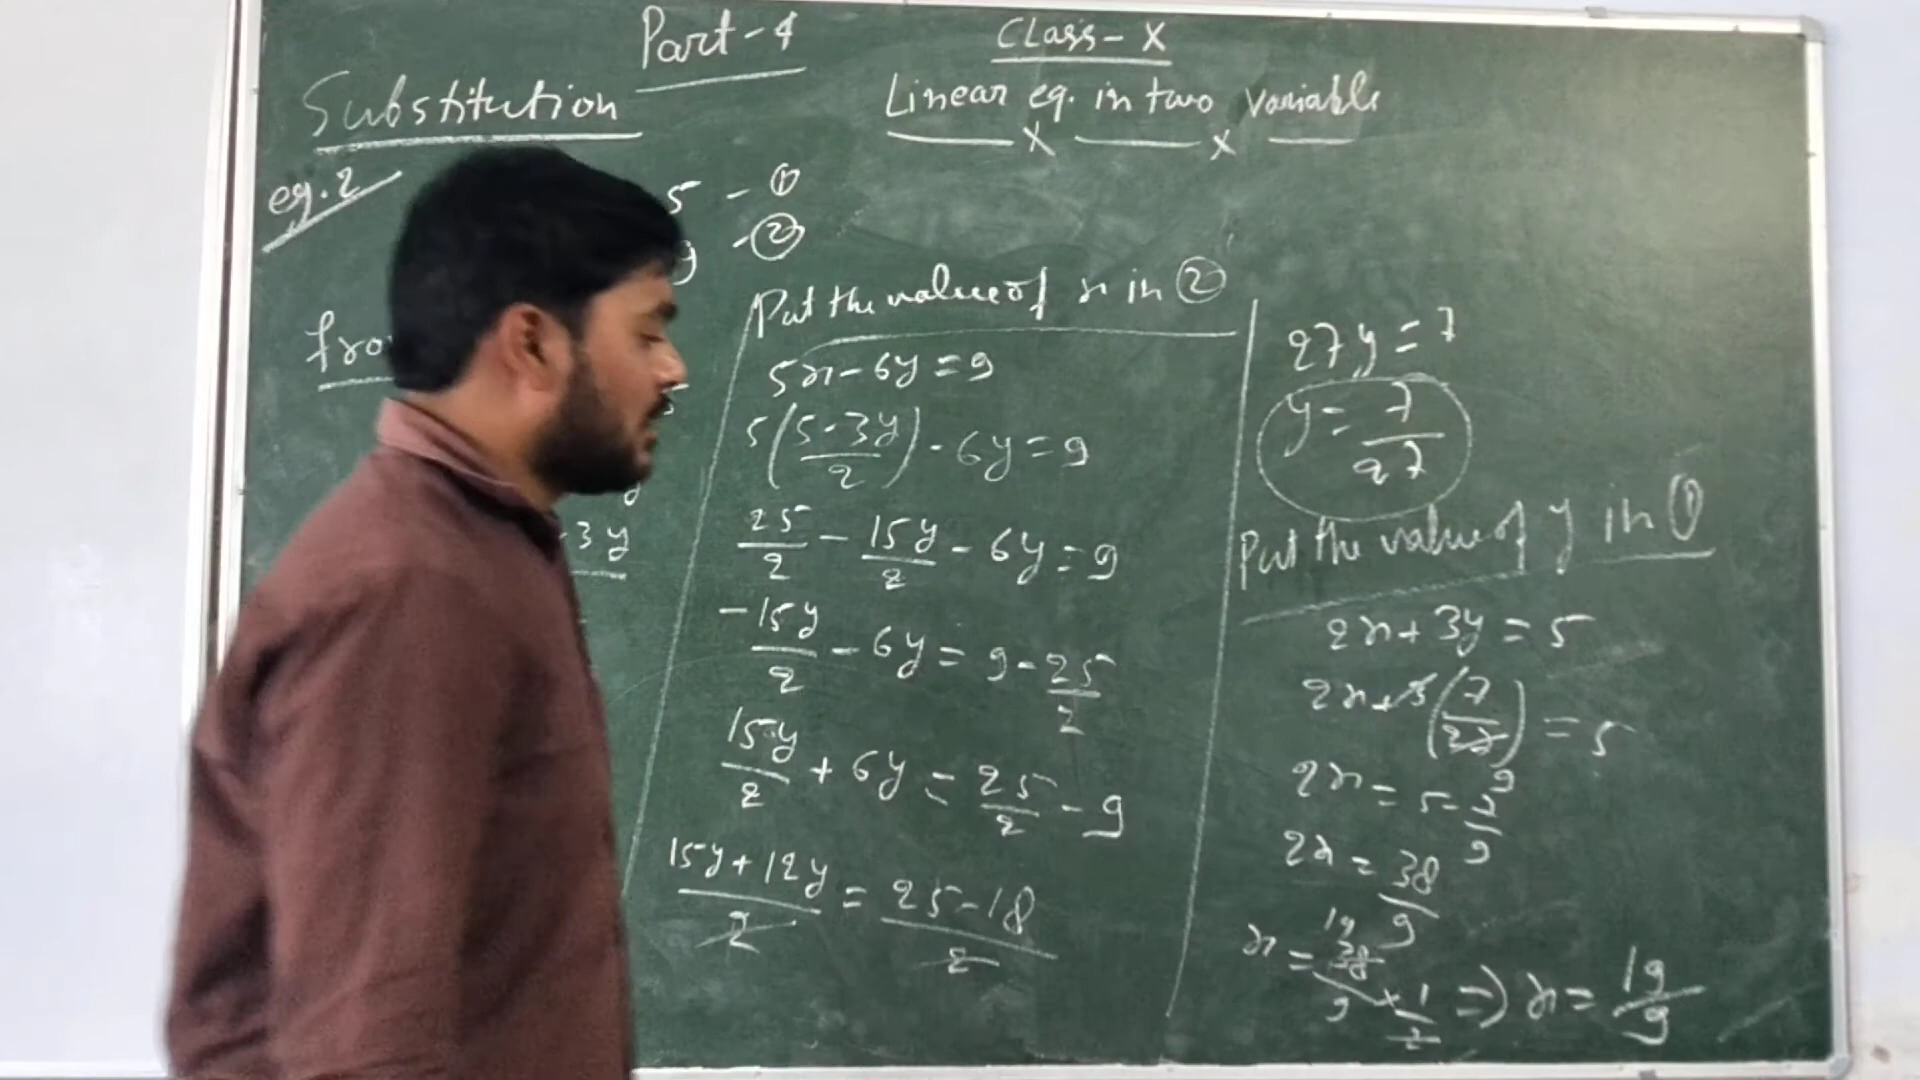 Part-4
Class-X
Substitution
Linear eq. in two variable
eg.2
5 - ①
9 - ②
fro
-3y
Put the value of x in ②
5x-6y=9
5(5-3y/2)-6y=9
25/2 - 15y/2 - 6y=9
-15y/2 - 6y = 9-25/2
15y/2 + 6y = 25/2 - 9
15y+12y/2 = 25-18/2
27y=7
y=7/27
Put the value of y in ①
2x+3y=5
2x+3(7/27)=5
9
2x=5-7/9
2x=38/9
19
x=38/9 × 1/2 => x=19/9